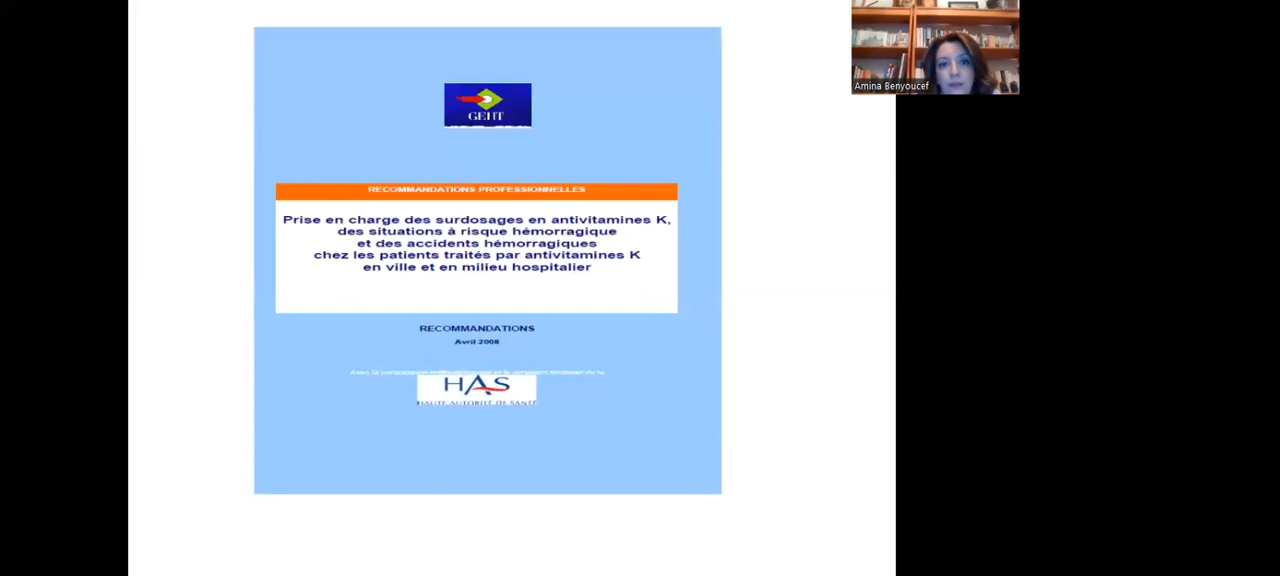 Amina Benyoucef
GEHT
RECOMMANDATIONS PROFESSIONNELLES
Prise en charge des surdosages en antivitamines K,
des situations à risque hémorragique
et des accidents hémorragiques
chez les patients traités par antivitamines K
en ville et en milieu hospitalier
RECOMMANDATIONS
Avril 2008
Avec la
HAS
HAUTE AUTORITÉ DE SANTÉ